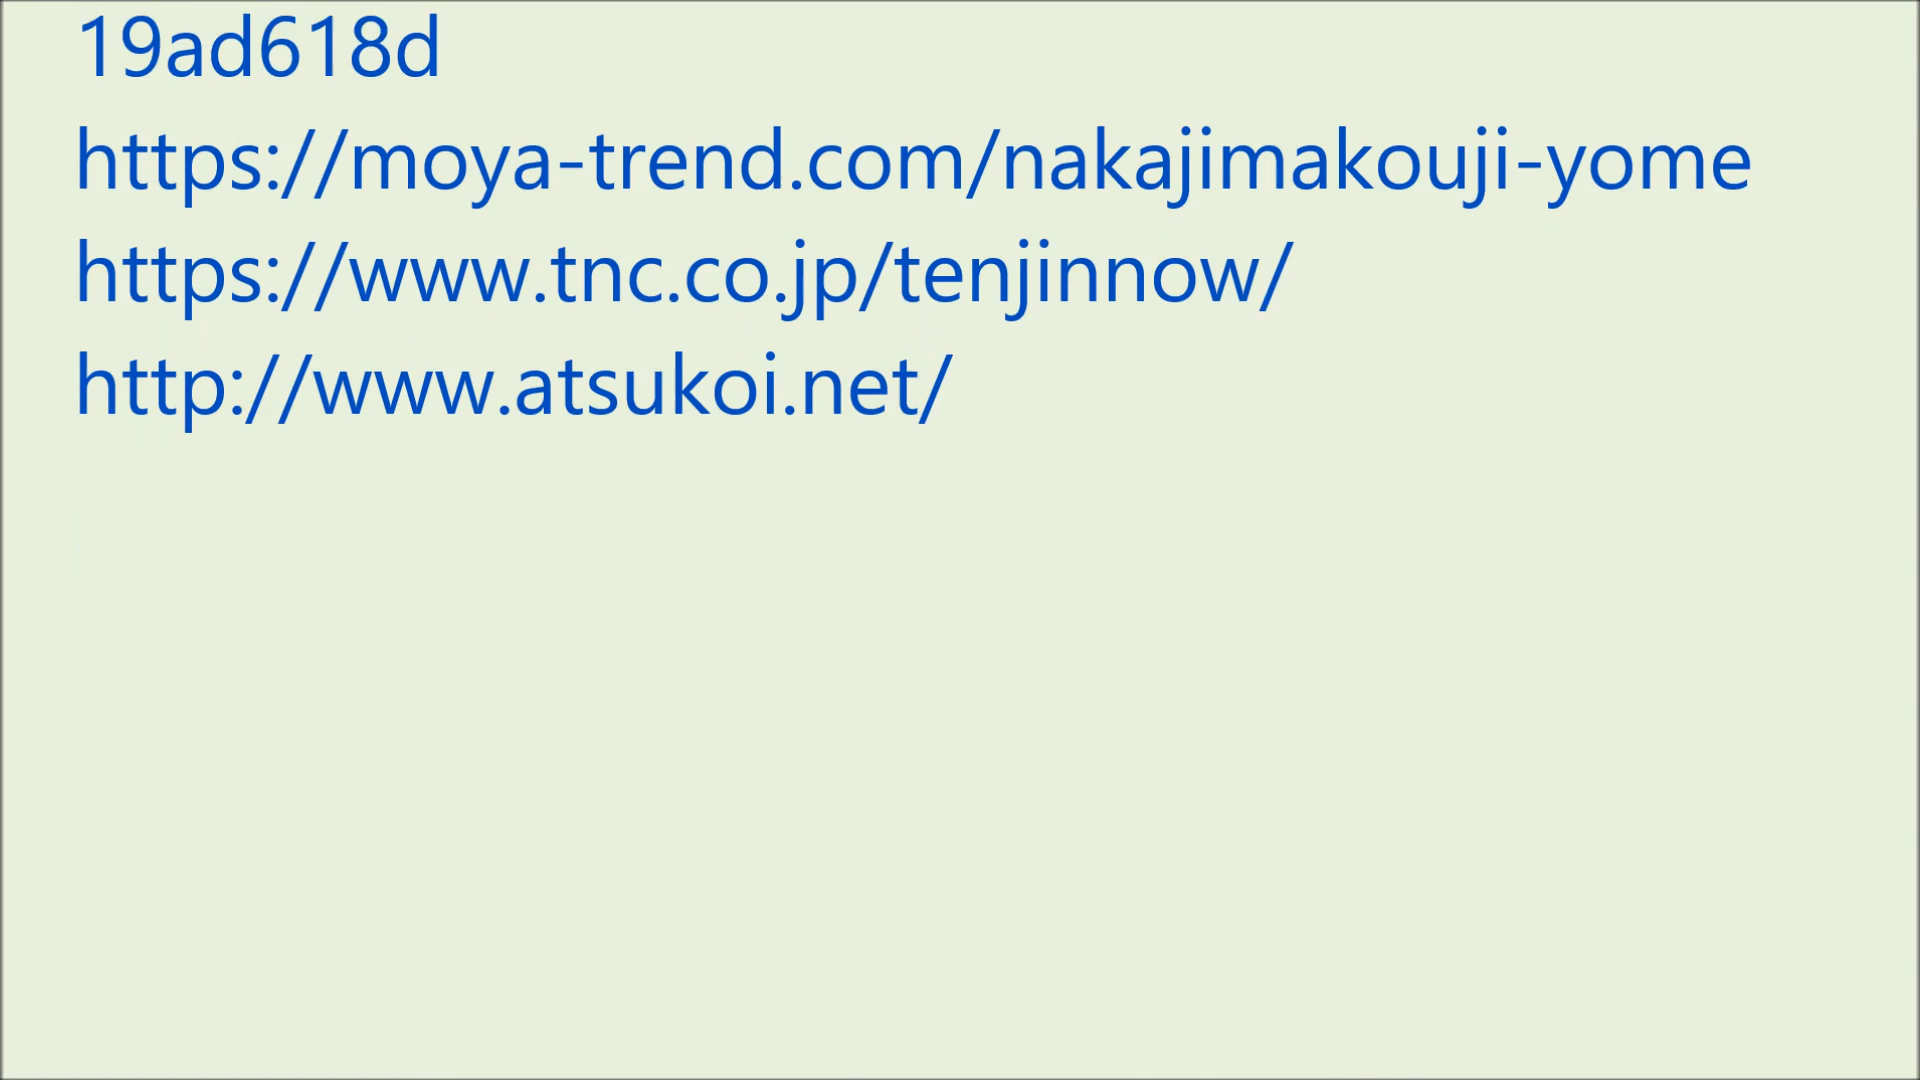 19ad618d
https://moya-trend.com/nakajimakouji-yome
https://www.tnc.co.jp/tenjinnow/
http://www.atsukoi.net/